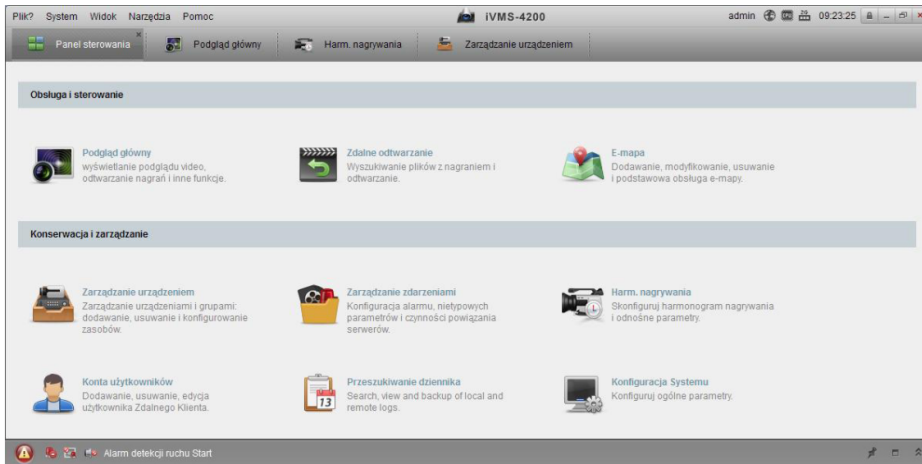 Plik? System Widok Narzędzia Pomoc iVMS-4200 admin 09:23:25
Panel sterowania Podgląd główny Harm. nagrywania Zarządzanie urządzeniem
Obsługa i sterowanie
Podgląd główny
wyświetlanie podglądu video,
odtwarzanie nagrań i inne funkcje.
Zdalne odtwarzanie
Wyszukiwanie plików z nagraniem i
odtwarzanie.
E-mapa
Dodawanie, modyfikowanie, usuwanie
i podstawowa obsługa e-mapy.
Konserwacja i zarządzanie
Zarządzanie urządzeniem
Zarządzanie urządzeniami i grupami:
dodawanie, usuwanie i konfigurowanie
zasobów.
Zarządzanie zdarzeniami
Konfiguracja alarmu, nietypowych
parametrów i czynności powiązania
serwerów.
Harm. nagrywania
Skonfiguruj harmonogram nagrywania
i odnośne parametry.
Konta użytkowników
Dodawanie, usuwanie, edycja
użytkownika Zdalnego Klienta.
13
Przeszukiwanie dziennika
Search, view and backup of local and
remote logs.
Konfiguracja Systemu
Konfiguruj ogólne parametry.
Alarm detekcji ruchu Start